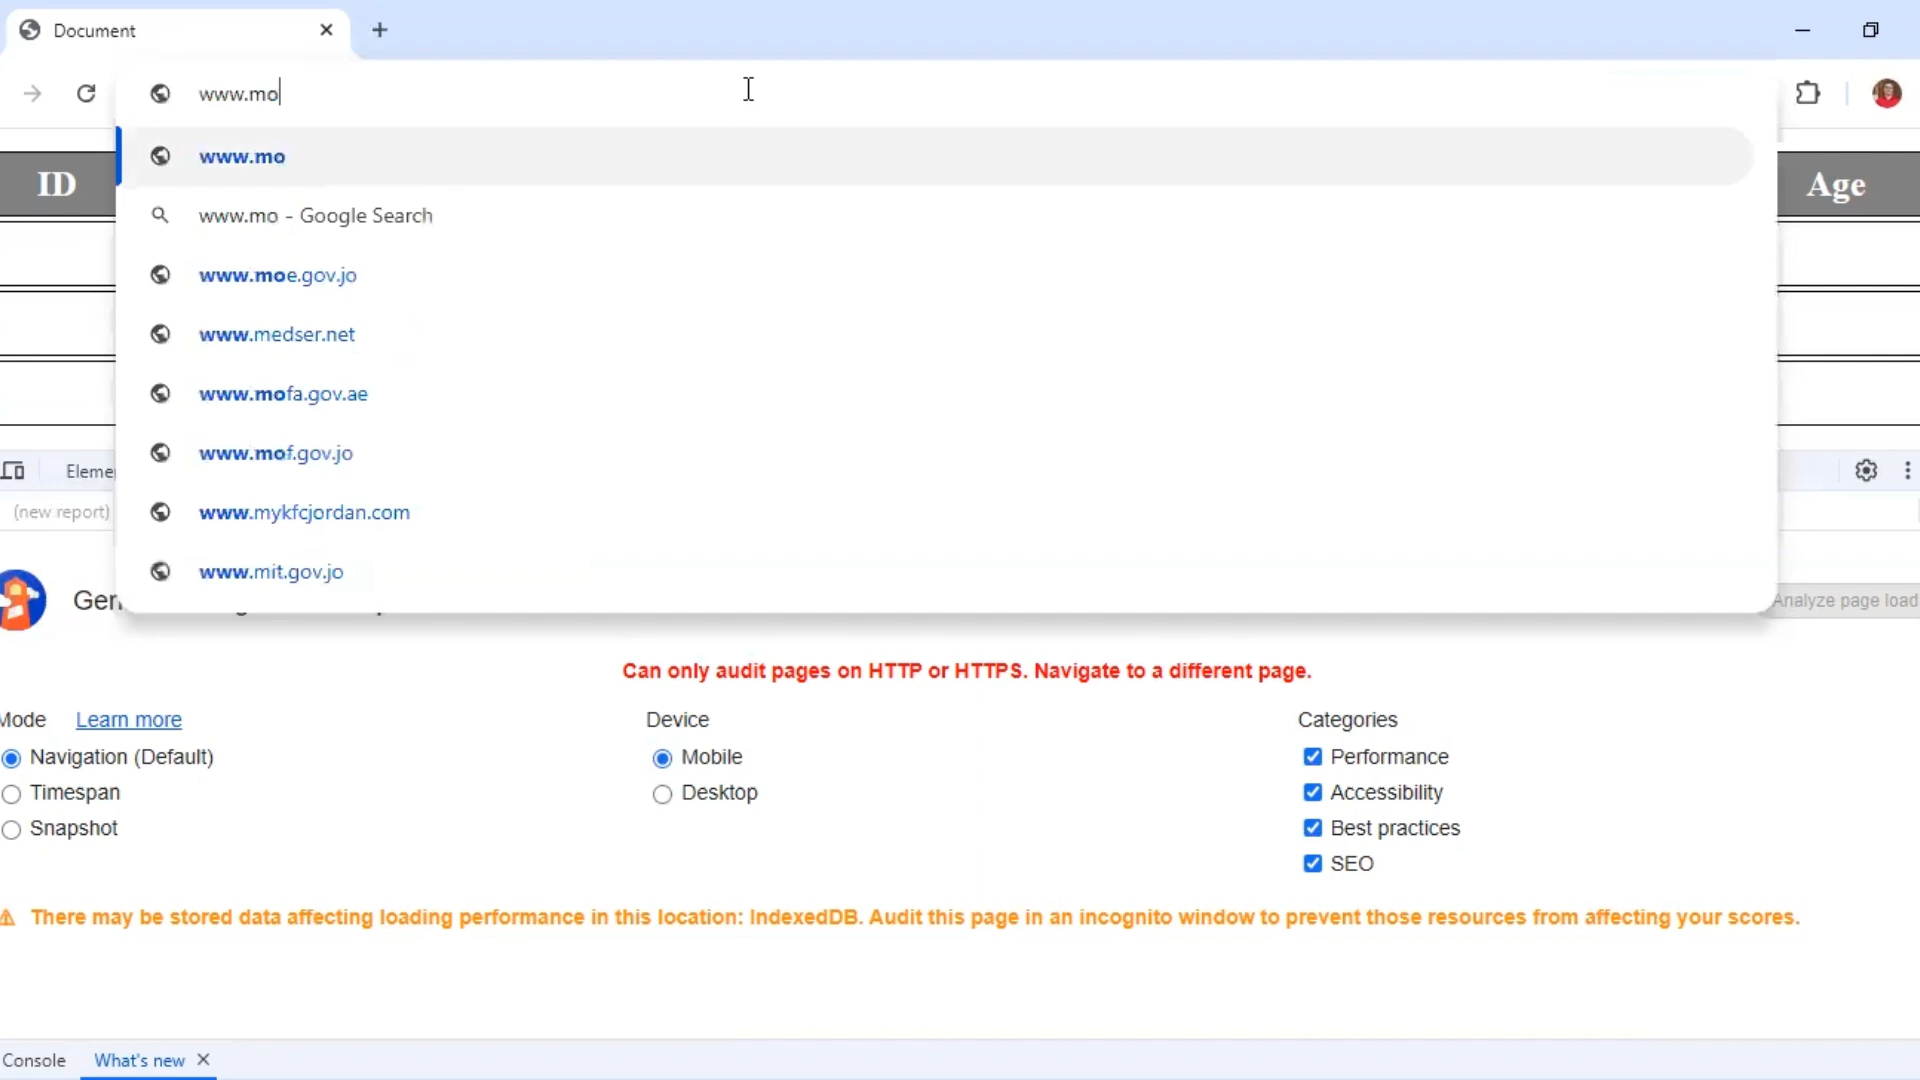 Document
www.mo
www.mo
www.mo - Google Search
www.moe.gov.jo
www.medser.net
www.mofa.gov.ae
www.mof.gov.jo
www.mykfcjordan.com
www.mit.gov.jo
ID
Age
Eleme
(new report)
Gen
Analyze page load
Can only audit pages on HTTP or HTTPS. Navigate to a different page.
Mode Learn more
Navigation (Default)
Timespan
Snapshot
Device
Mobile
Desktop
Categories
Performance
Accessibility
Best practices
SEO
There may be stored data affecting loading performance in this location: IndexedDB. Audit this page in an incognito window to prevent those resources from affecting your scores.
Console What's new